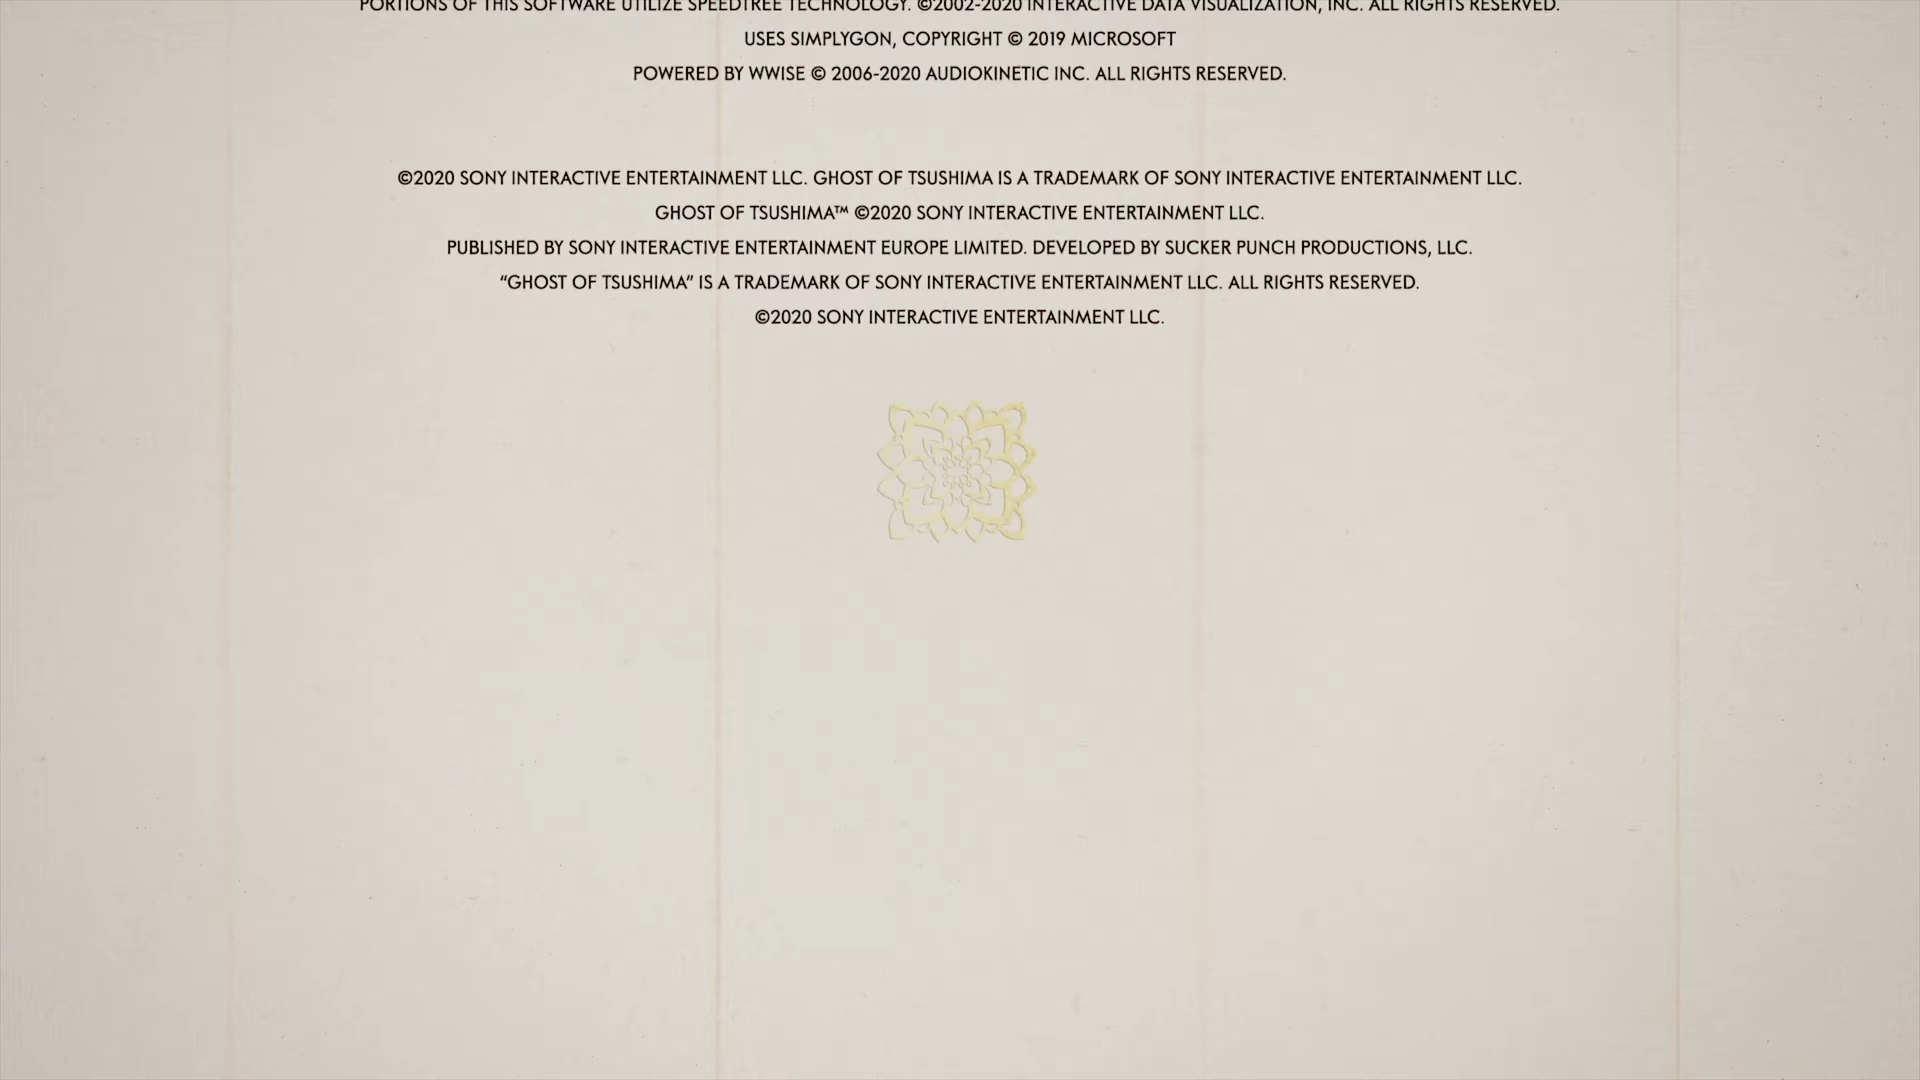 PORTIONS OF THIS SOFTWARE UTILIZE SPEEDTREE TECHNOLOGY. ©2002-2020 INTERACTIVE DATA VISUALIZATION, INC. ALL RIGHTS RESERVED.
USES SIMPLYGON, COPYRIGHT © 2019 MICROSOFT
POWERED BY WWISE © 2006-2020 AUDIOKINETIC INC. ALL RIGHTS RESERVED.
©2020 SONY INTERACTIVE ENTERTAINMENT LLC. GHOST OF TSUSHIMA IS A TRADEMARK OF SONY INTERACTIVE ENTERTAINMENT LLC.
GHOST OF TSUSHIMA™ ©2020 SONY INTERACTIVE ENTERTAINMENT LLC.
PUBLISHED BY SONY INTERACTIVE ENTERTAINMENT EUROPE LIMITED. DEVELOPED BY SUCKER PUNCH PRODUCTIONS, LLC.
“GHOST OF TSUSHIMA” IS A TRADEMARK OF SONY INTERACTIVE ENTERTAINMENT LLC. ALL RIGHTS RESERVED.
©2020 SONY INTERACTIVE ENTERTAINMENT LLC.